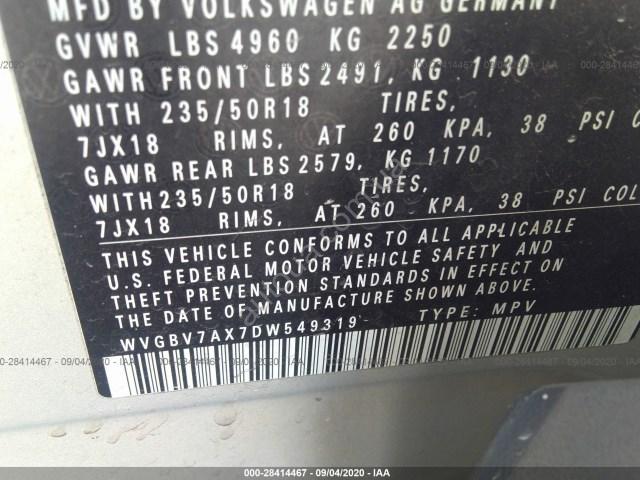 MFD BY VOLKSWAGEN AG GERMANY
GVWR LBS 4960 KG 2250
GAWR FRONT LBS 2491, KG 1130
WITH 235/50R18 TIRES,
7JX18 RIMS, AT 260 KPA, 38 PSI COL
GAWR REAR LBS 2579, KG 1170
WITH 235/50R18 TIRES,
7JX18 RIMS, AT 260 KPA, 38 PSI COL
THIS VEHICLE CONFORMS TO ALL APPLICABLE
U.S. FEDERAL MOTOR VEHICLE SAFETY AND
THEFT PREVENTION STANDARDS IN EFFECT ON
THE DATE OF MANUFACTURE SHOWN ABOVE.
WVGBV7AX7DW549319 TYPE: MPV
000-28414467 - 09/04/2020 - IAA